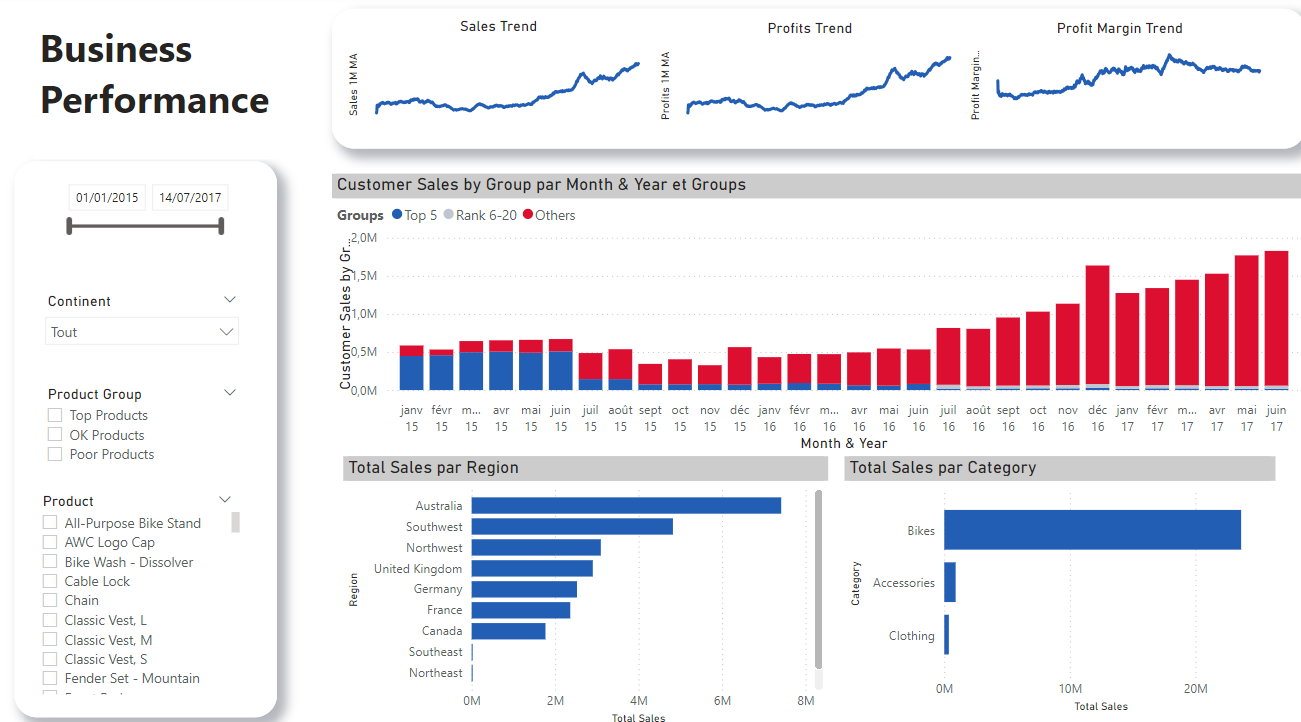 Business
Performance
01/01/2015 14/07/2017
Continent
Tout
Product Group
Top Products
OK Products
Poor Products
Product
All-Purpose Bike Stand
AWC Logo Cap
Bike Wash - Dissolver
Cable Lock
Chain
Classic Vest, L
Classic Vest, M
Classic Vest, S
Fender Set - Mountain
Sales Trend
Sales 1M MA
Profits Trend
Profits 1M MA
Profit Margin Trend
Profit Margin...
Customer Sales by Group par Month & Year et Groups
Groups Top 5 Rank 6-20 Others
Customer Sales by Gr...
2,0M
1,5M
1,0M
0,5M
0,0M
janv févr m... avr mai juin juil août sept oct nov déc janv févr m... avr mai juin juil août sept oct nov déc janv févr m... avr mai juin
15 15 15 15 15 15 15 15 15 15 15 15 16 16 16 16 16 16 16 16 16 16 16 16 17 17 17 17 17 17
Month & Year
Total Sales par Region
Region
Australia
Southwest
Northwest
United Kingdom
Germany
France
Canada
Southeast
Northeast
0M 2M 4M 6M 8M
Total Sales
Total Sales par Category
Category
Bikes
Accessories
Clothing
0M 10M 20M
Total Sales